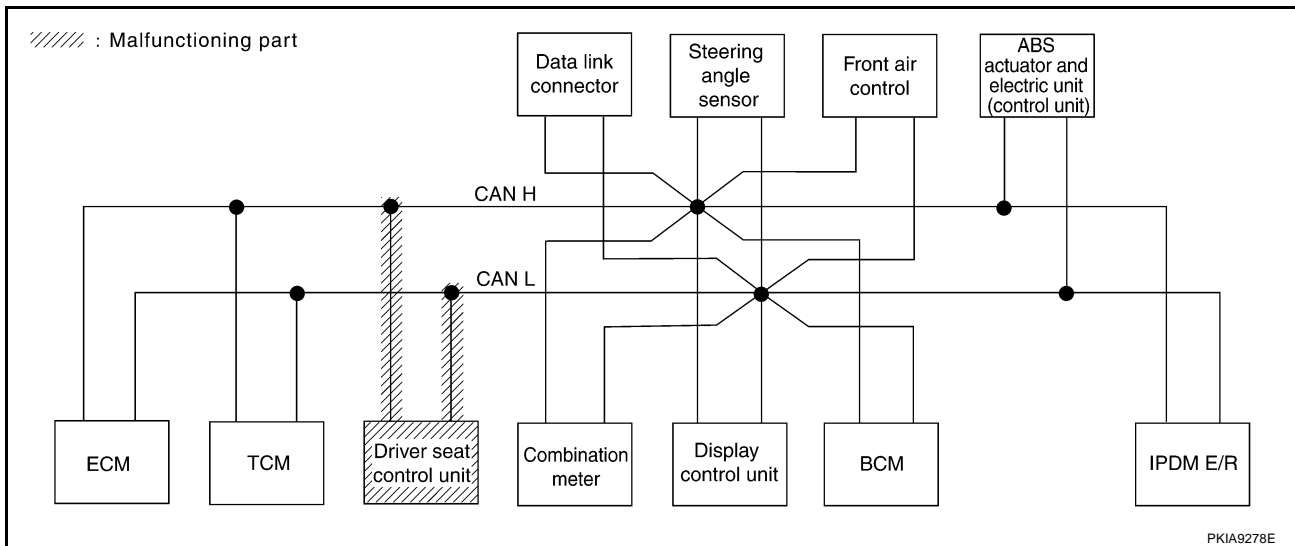 : Malfunctioning part
Data link
connector
Steering
angle
sensor
Front air
control
ABS
actuator and
electric unit
(control unit)
CAN H
CAN L
ECM
TCM
Driver seat
control unit
Combination
meter
Display
control unit
BCM
IPDM E/R
PKIA9278E